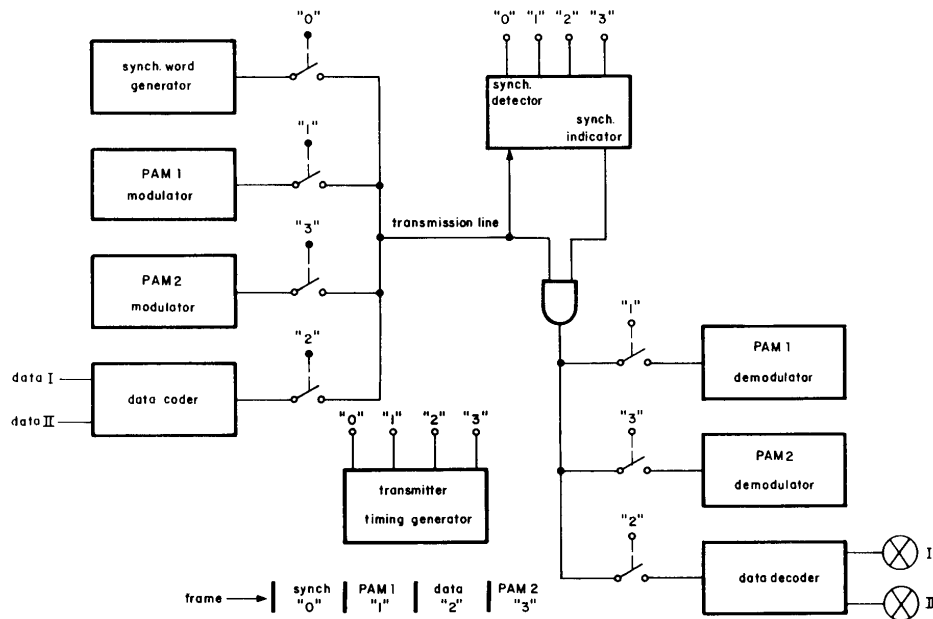 "0"
synch. word
generator
"1"
PAM 1
modulator
"3"
PAM 2
modulator
"2"
data I
data II
data coder
"0" "1" "2" "3"
transmitter
timing generator
frame
synch PAM 1 data PAM 2
"0" "1" "2" "3"
transmission line
"0" "1" "2" "3"
synch.
detector
synch.
indicator
"1"
PAM 1
demodulator
"3"
PAM 2
demodulator
"2"
data decoder
I
II